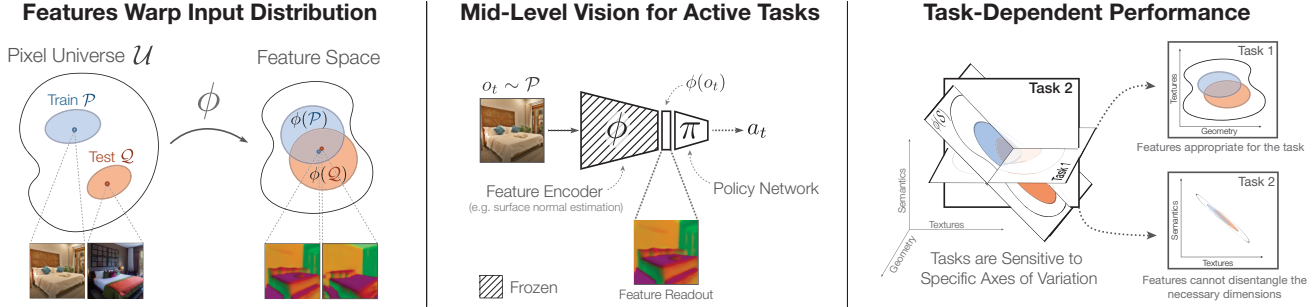 Features Warp Input Distribution
Pixel Universe 𝒰
Feature Space
Train 𝒫
ϕ
ϕ(𝒫)
Test 𝒬
ϕ(𝒬)
Mid-Level Vision for Active Tasks
o_t ∼ 𝒫
ϕ(o_t)
ϕ
π
a_t
Feature Encoder
(e.g. surface normal estimation)
Policy Network
Frozen
Feature Readout
Task-Dependent Performance
Task 2
ϕ(𝒮)
Task 1
Semantics
Textures
Geometry
Tasks are Sensitive to
Specific Axes of Variation
Task 1
Textures
Geometry
Features appropriate for the task
Task 2
Semantics
Textures
Features cannot disentangle the
necessary dimensions